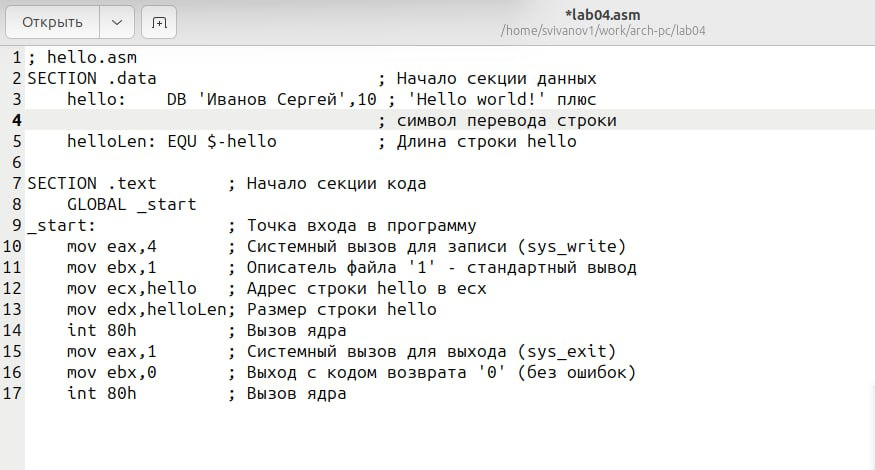 Открыть
*lab04.asm
/home/svivanov1/work/arch-pc/lab04
1 ; hello.asm
2 SECTION .data                      ; Начало секции данных
3     hello:    DB 'Иванов Сергей',10 ; 'Hello world!' плюс
4                                    ; символ перевода строки
5     helloLen: EQU $-hello          ; Длина строки hello
6
7 SECTION .text       ; Начало секции кода
8     GLOBAL _start
9 _start:             ; Точка входа в программу
10     mov eax,4       ; Системный вызов для записи (sys_write)
11     mov ebx,1       ; Описатель файла '1' - стандартный вывод
12     mov ecx,hello   ; Адрес строки hello в ecx
13     mov edx,helloLen; Размер строки hello
14     int 80h         ; Вызов ядра
15     mov eax,1       ; Системный вызов для выхода (sys_exit)
16     mov ebx,0       ; Выход с кодом возврата '0' (без ошибок)
17     int 80h         ; Вызов ядра